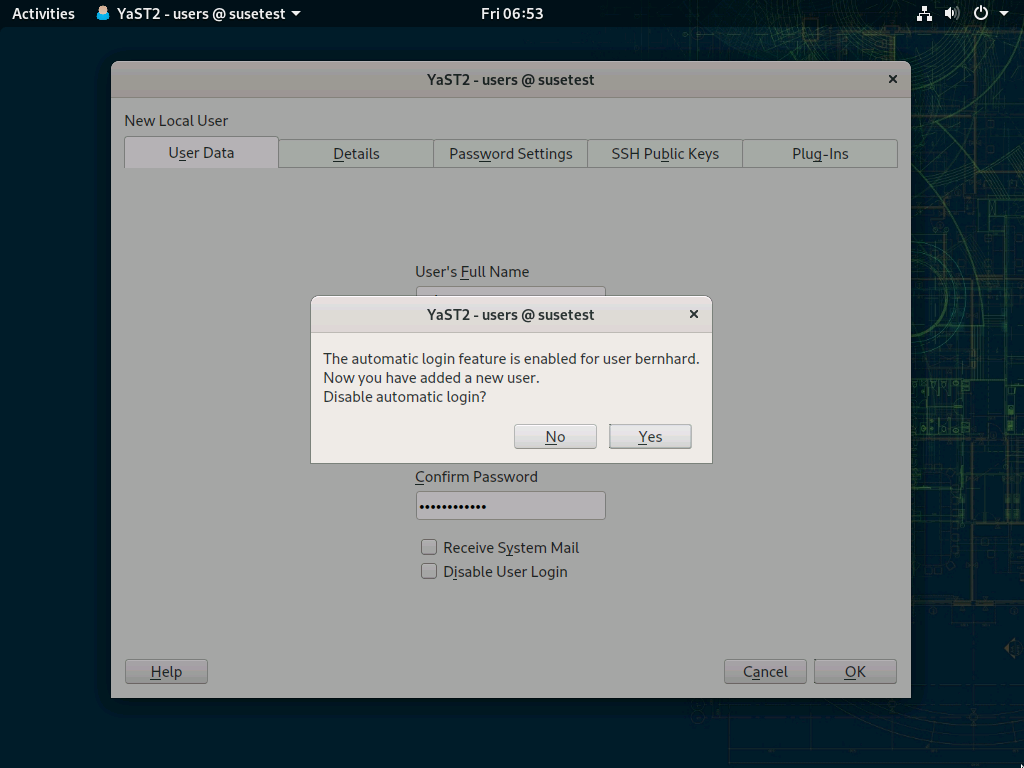 Activities YaST2 - users @ susetest Fri 06:53
YaST2 - users @ susetest
New Local User
User Data Details Password Settings SSH Public Keys Plug-Ins
User's Full Name
YaST2 - users @ susetest
The automatic login feature is enabled for user bernhard.
Now you have added a new user.
Disable automatic login?
No Yes
Confirm Password
Receive System Mail
Disable User Login
Help Cancel OK